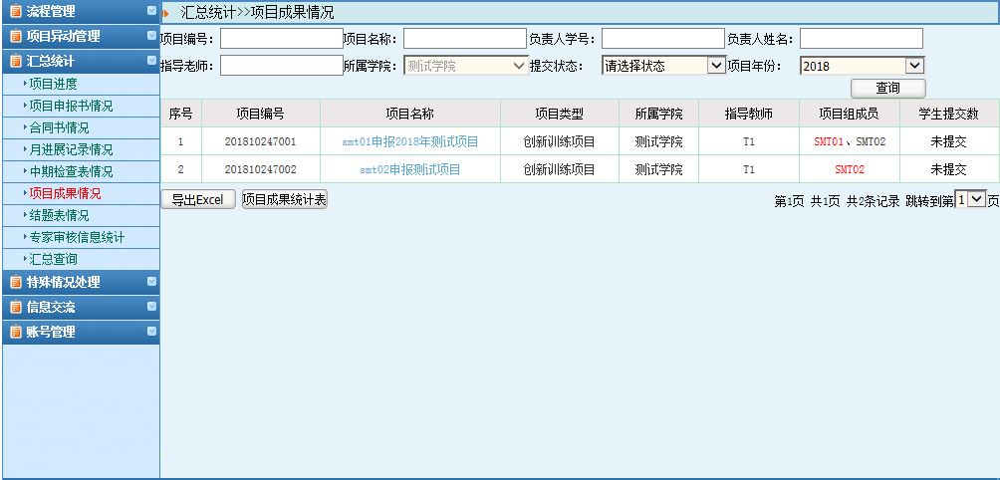 流程管理
项目异动管理
汇总统计
项目进度
项目申报书情况
合同书情况
月进展记录情况
中期检查表情况
项目成果情况
结题表情况
专家审核信息统计
汇总查询
特殊情况处理
信息交流
账号管理
汇总统计>>项目成果情况
项目编号： 项目名称： 负责人学号： 负责人姓名：
指导老师： 所属学院： 测试学院 提交状态： 请选择状态 项目年份： 2018
查询
序号 项目编号 项目名称 项目类型 所属学院 指导教师 项目组成员 学生提交数
1 201810247001 smt01申报2018年测试项目 创新训练项目 测试学院 T1 SMT01、SMT02 未提交
2 201810247002 smt02申报测试项目 创新训练项目 测试学院 T1 SMT02 未提交
导出Excel 项目成果统计表 第1页 共1页 共2条记录 跳转到第 1 页